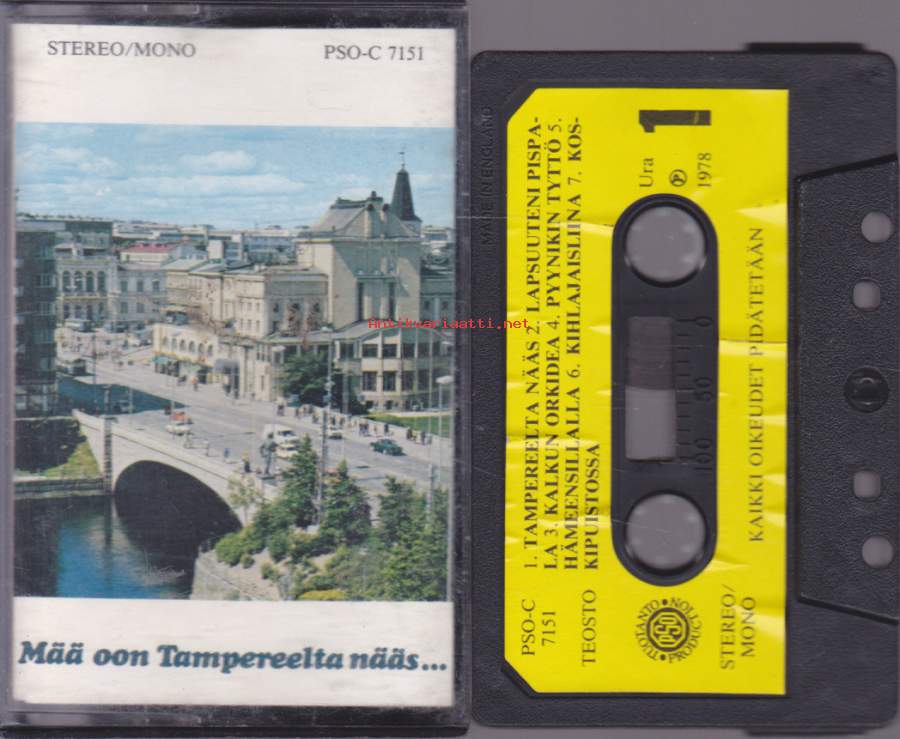 STEREO/MONO
PSO-C 7151
Mää oon Tampereelta nääs...
MADE IN ENGLAND
1. TAMPEREELTA NÄÄS 2. LAPSUUTENI PISPA-
LA 3. KALKUN ORKIDEA 4. PYYNIKIN TYTTÖ 5.
HÄMEENSILLALLA 6. KIHLAJAISLIINA 7. KOS-
KIPUISTOSSA
Ura 1
Ⓟ 1978
PSO-C
7151
TEOSTO
TUOTANTO
PSO
PRODUCTION
STEREO/
MONO
100 50 0
KAIKKI OIKEUDET PIDÄTETÄÄN
Antikvariaatti.net